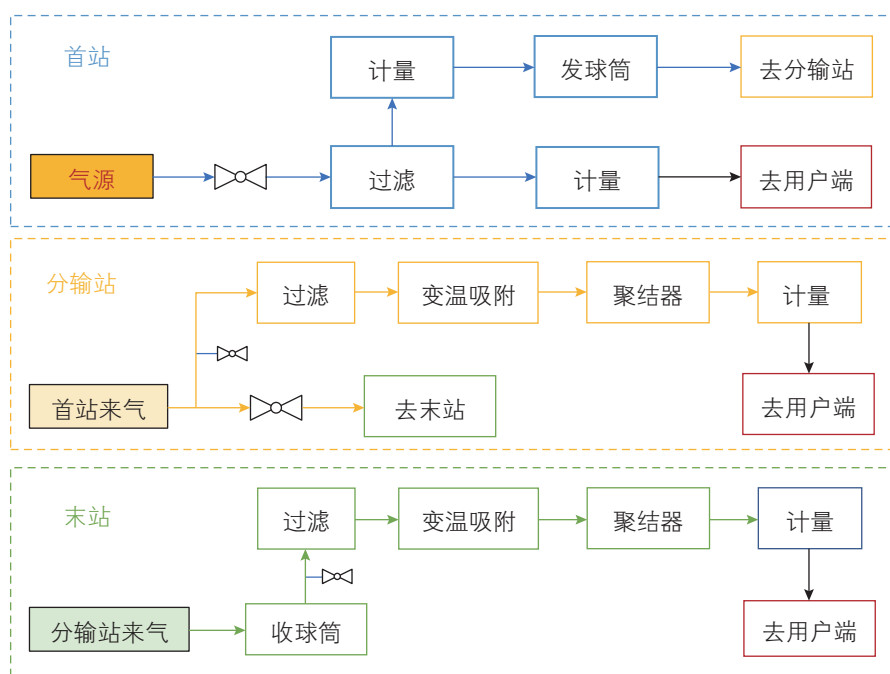 首站
计量
发球筒
去分输站
气源
过滤
计量
去用户端
分输站
过滤
变温吸附
聚结器
计量
首站来气
去末站
去用户端
末站
过滤
变温吸附
聚结器
计量
分输站来气
收球筒
去用户端